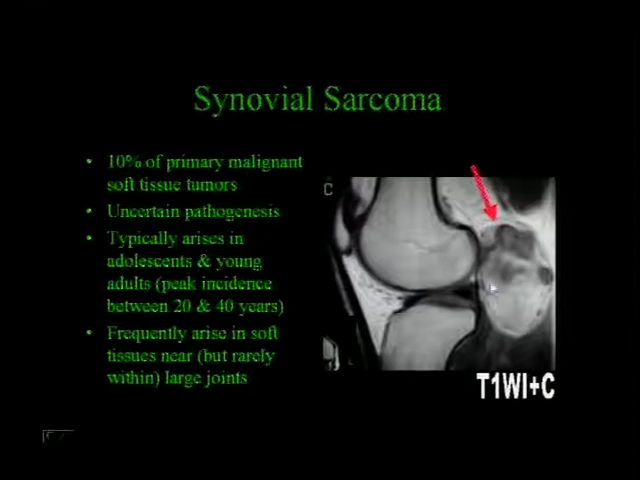 Synovial Sarcoma
• 10% of primary malignant
soft tissue tumors
• Uncertain pathogenesis
• Typically arises in
adolescents & young
adults (peak incidence
between 20 & 40 years)
• Frequently arise in soft
tissues near (but rarely
within) large joints
C
T1WI+C